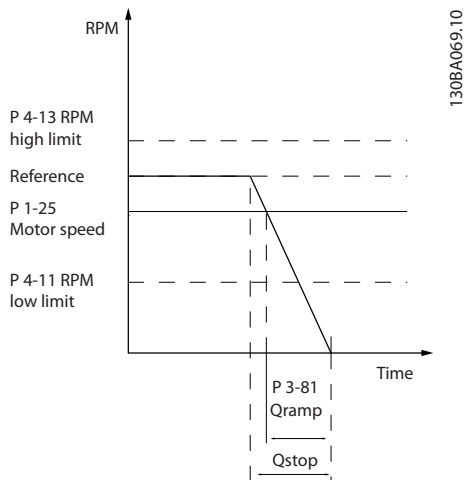 RPM
P 4-13 RPM
high limit
Reference
P 1-25
Motor speed
P 4-11 RPM
low limit
Time
P 3-81
Qramp
Qstop
130BA069.10